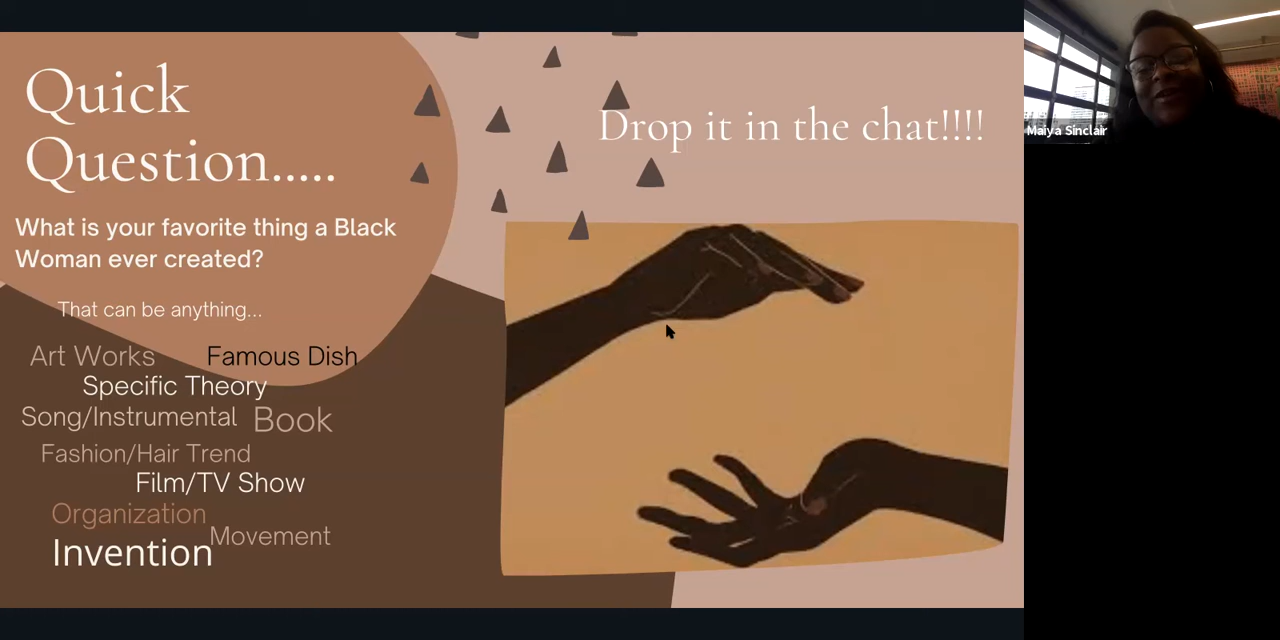 Quick
Question.....
What is your favorite thing a Black
Woman ever created?
That can be anything...
Art Works
Famous Dish
Specific Theory
Song/Instrumental
Book
Fashion/Hair Trend
Film/TV Show
Organization
Movement
Invention
Drop it in the chat!!!!
Maiya Sinclair